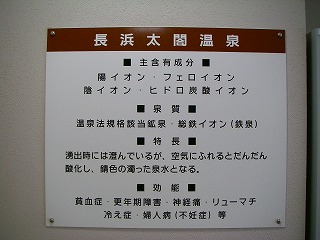 長浜太閤温泉
■ 主含有成分 ■
陽イオン・フェロイオン
陰イオン・ヒドロ炭酸イオン
■ 泉質 ■
温泉法規格該当鉱泉・総鉄イオン(鉄泉)
■ 特長 ■
湧出時には澄んでいるが、空気にふれるとだんだん
酸化し、錆色の濁った泉水となる。
■ 効能 ■
貧血症・更年期障害・神経痛・リューマチ
冷え症・婦人病(不妊症)等